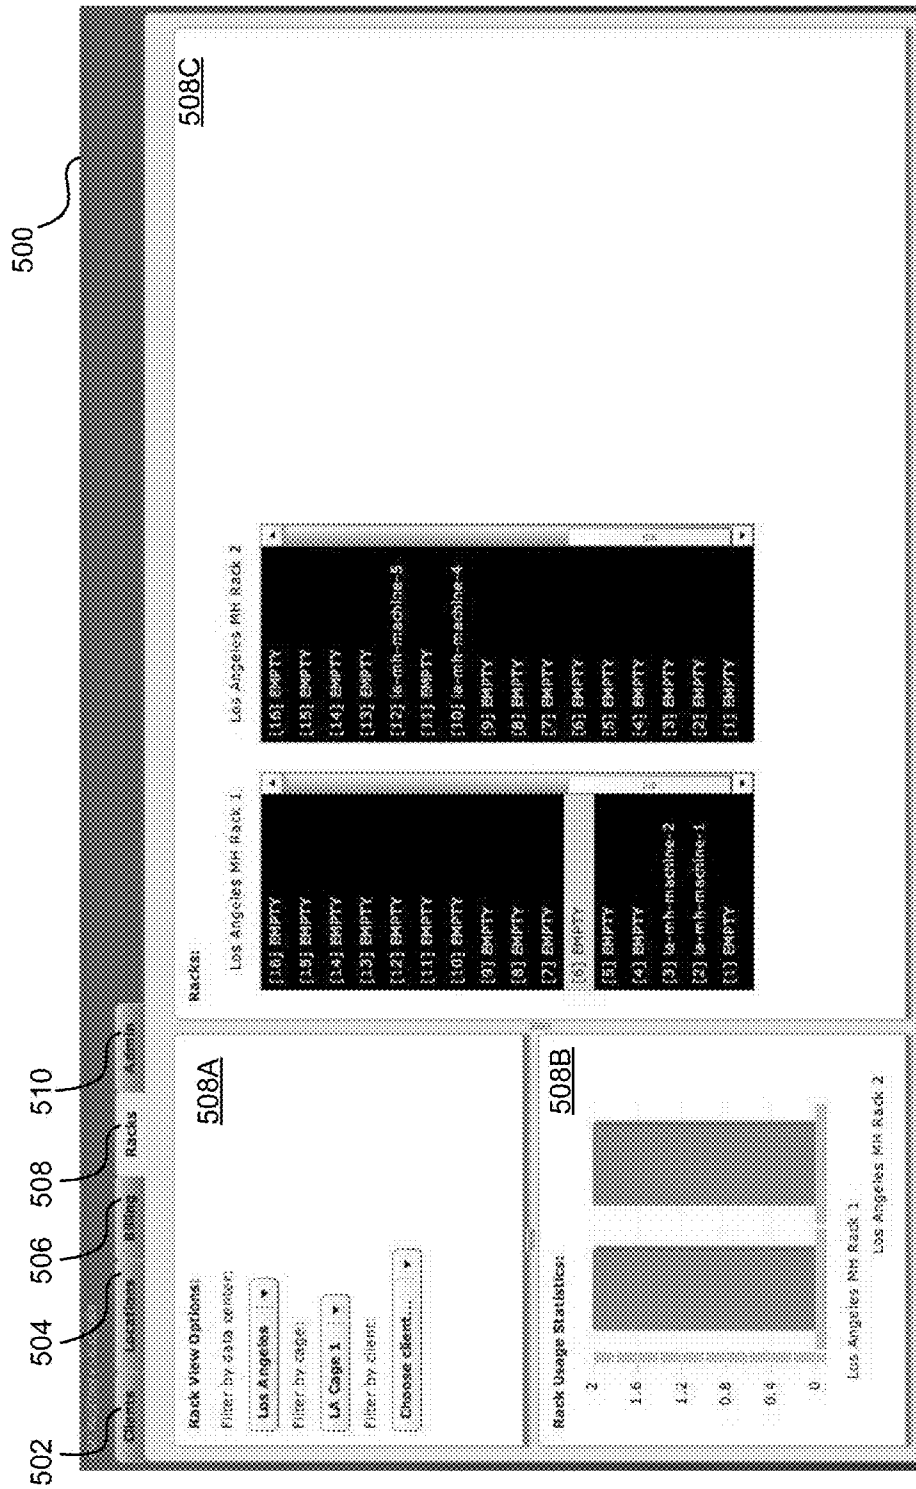 500
502
504
506
508
510
Clients
Locations
Billing
Racks
Admin
508A
Rack View Options:
Filter by data center:
Los Angeles
Filter by cage:
LA Cage 1
Filter by client:
Choose client...
508B
Rack Usage Statistics:
2
1.6
1.2
0.8
0.4
0
Los Angeles MH Rack 1
Los Angeles MH Rack 2
508C
Racks:
Los Angeles MH Rack 1
[16] EMPTY
[15] EMPTY
[14] EMPTY
[13] EMPTY
[12] EMPTY
[11] EMPTY
[10] EMPTY
[9] EMPTY
[8] EMPTY
[7] EMPTY
[6] EMPTY
[5] EMPTY
[4] EMPTY
[3] la-mh-machine-2
[2] la-mh-machine-1
[1] EMPTY
Los Angeles MH Rack 2
[16] EMPTY
[15] EMPTY
[14] EMPTY
[13] EMPTY
[12] la-mh-machine-5
[11] EMPTY
[10] la-mh-machine-4
[9] EMPTY
[8] EMPTY
[7] EMPTY
[6] EMPTY
[5] EMPTY
[4] EMPTY
[3] EMPTY
[2] EMPTY
[1] EMPTY